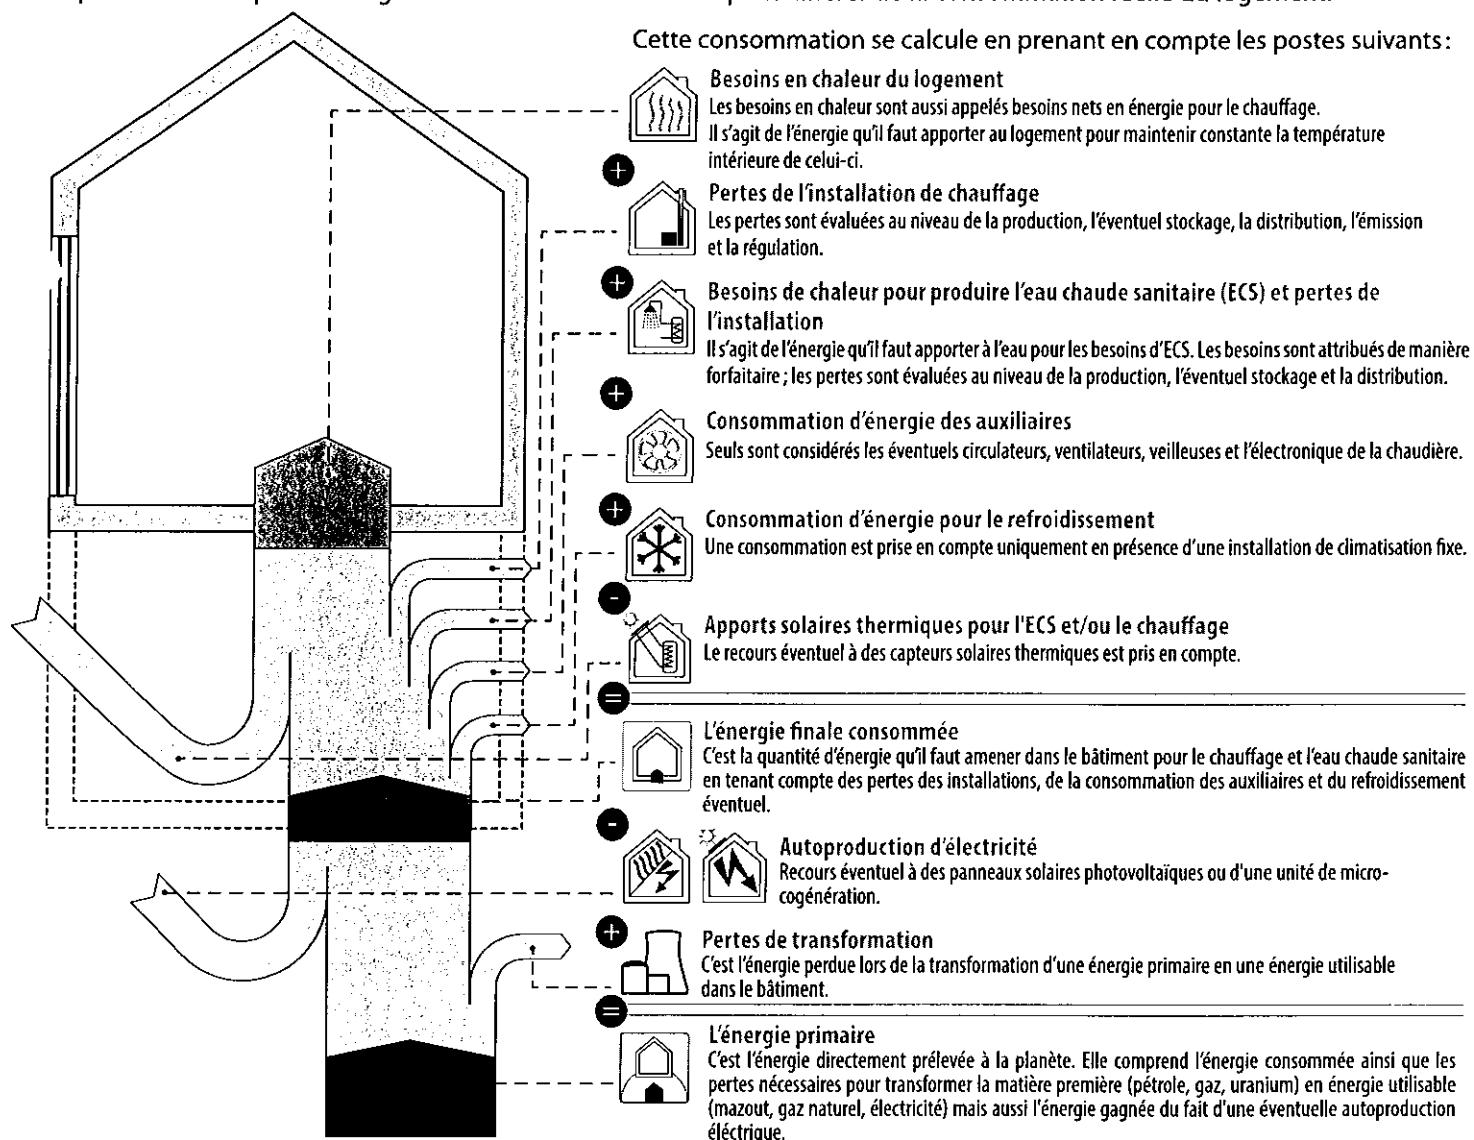 Cette consommation se calcule en prenant en compte les postes suivants :
Besoins en chaleur du logement
Les besoins en chaleur sont aussi appelés besoins nets en énergie pour le chauffage.
Il s'agit de l'énergie qu'il faut apporter au logement pour maintenir constante la température
intérieure de celui-ci.
+
Pertes de l'installation de chauffage
Les pertes sont évaluées au niveau de la production, l'éventuel stockage, la distribution, l'émission
et la régulation.
+
Besoins de chaleur pour produire l'eau chaude sanitaire (ECS) et pertes de
l'installation
Il s'agit de l'énergie qu'il faut apporter à l'eau pour les besoins d'ECS. Les besoins sont attribués de manière
forfaitaire ; les pertes sont évaluées au niveau de la production, l'éventuel stockage et la distribution.
+
Consommation d'énergie des auxiliaires
Seuls sont considérés les éventuels circulateurs, ventilateurs, veilleuses et l'électronique de la chaudière.
+
Consommation d'énergie pour le refroidissement
Une consommation est prise en compte uniquement en présence d'une installation de climatisation fixe.
-
Apports solaires thermiques pour l'ECS et/ou le chauffage
Le recours éventuel à des capteurs solaires thermiques est pris en compte.
=
L'énergie finale consommée
C'est la quantité d'énergie qu'il faut amener dans le bâtiment pour le chauffage et l'eau chaude sanitaire
en tenant compte des pertes des installations, de la consommation des auxiliaires et du refroidissement
éventuel.
-
Autoproduction d'électricité
Recours éventuel à des panneaux solaires photovoltaïques ou d'une unité de micro-
cogénération.
+
Pertes de transformation
C'est l'énergie perdue lors de la transformation d'une énergie primaire en une énergie utilisable
dans le bâtiment.
=
L'énergie primaire
C'est l'énergie directement prélevée à la planète. Elle comprend l'énergie consommée ainsi que les
pertes nécessaires pour transformer la matière première (pétrole, gaz, uranium) en énergie utilisable
(mazout, gaz naturel, électricité) mais aussi l'énergie gagnée du fait d'une éventuelle autoproduction
éléctrique.